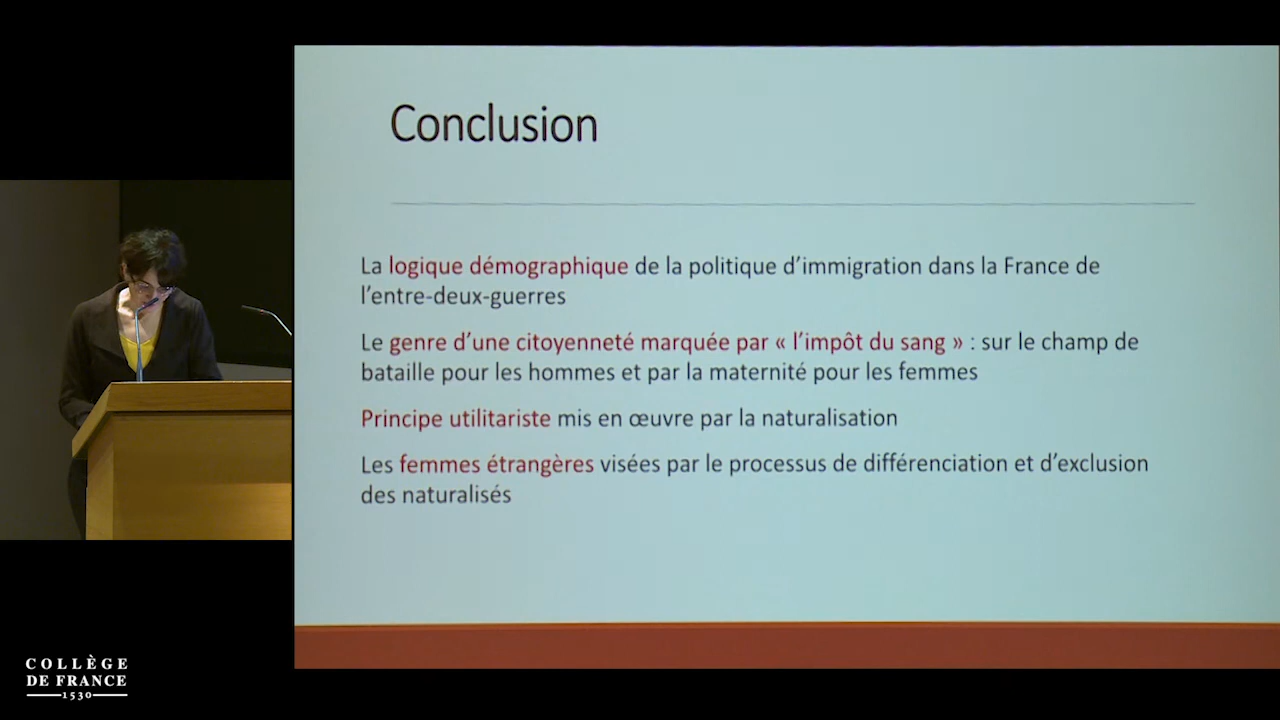 Conclusion
La logique démographique de la politique d’immigration dans la France de
l’entre-deux-guerres
Le genre d’une citoyenneté marquée par « l’impôt du sang » : sur le champ de
bataille pour les hommes et par la maternité pour les femmes
Principe utilitariste mis en œuvre par la naturalisation
Les femmes étrangères visées par le processus de différenciation et d’exclusion
des naturalisés
COLLÈGE
DE FRANCE
1530